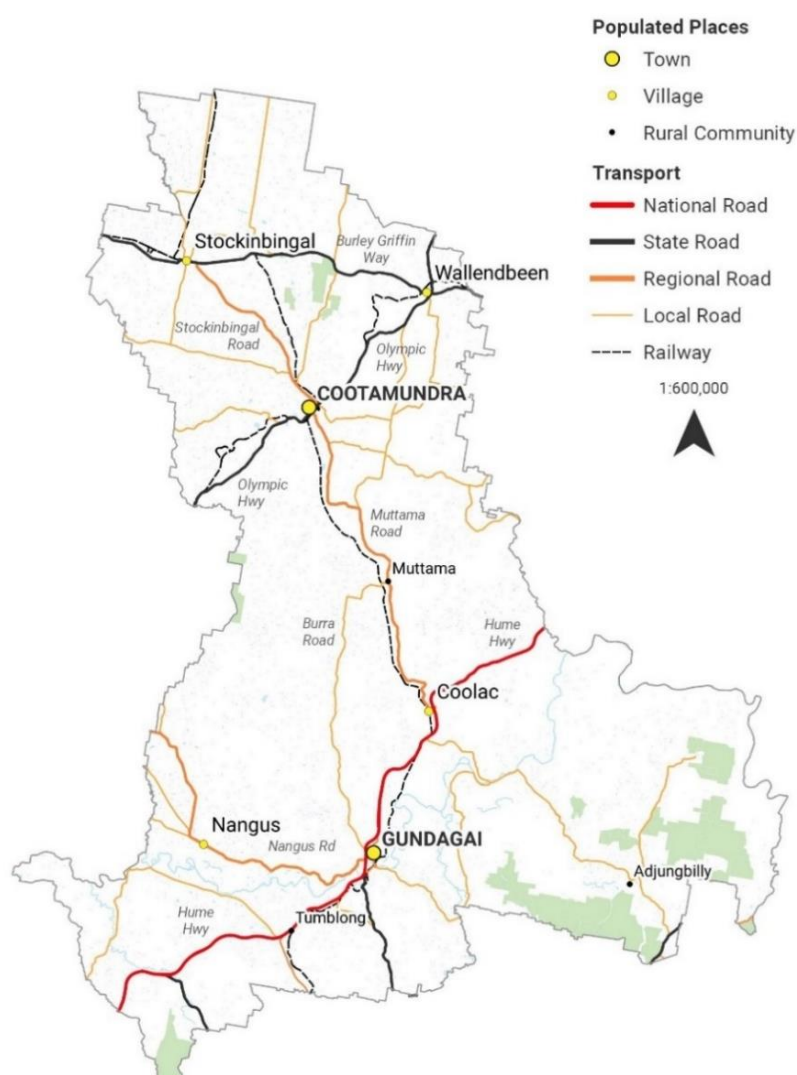 Populated Places
Town
Village
Rural Community
Transport
National Road
State Road
Regional Road
Local Road
Railway
1:600,000
Stockinbingal
Burley Griffin
Way
Wallendbeen
Stockinbingal
Road
Olympic
Hwy
COOTAMUNDRA
Olympic
Hwy
Muttama
Road
Muttama
Burra
Road
Hume
Hwy
Coolac
Nangus
Nangus Rd
GUNDAGAI
Adjungbilly
Hume
Hwy
Tumblong